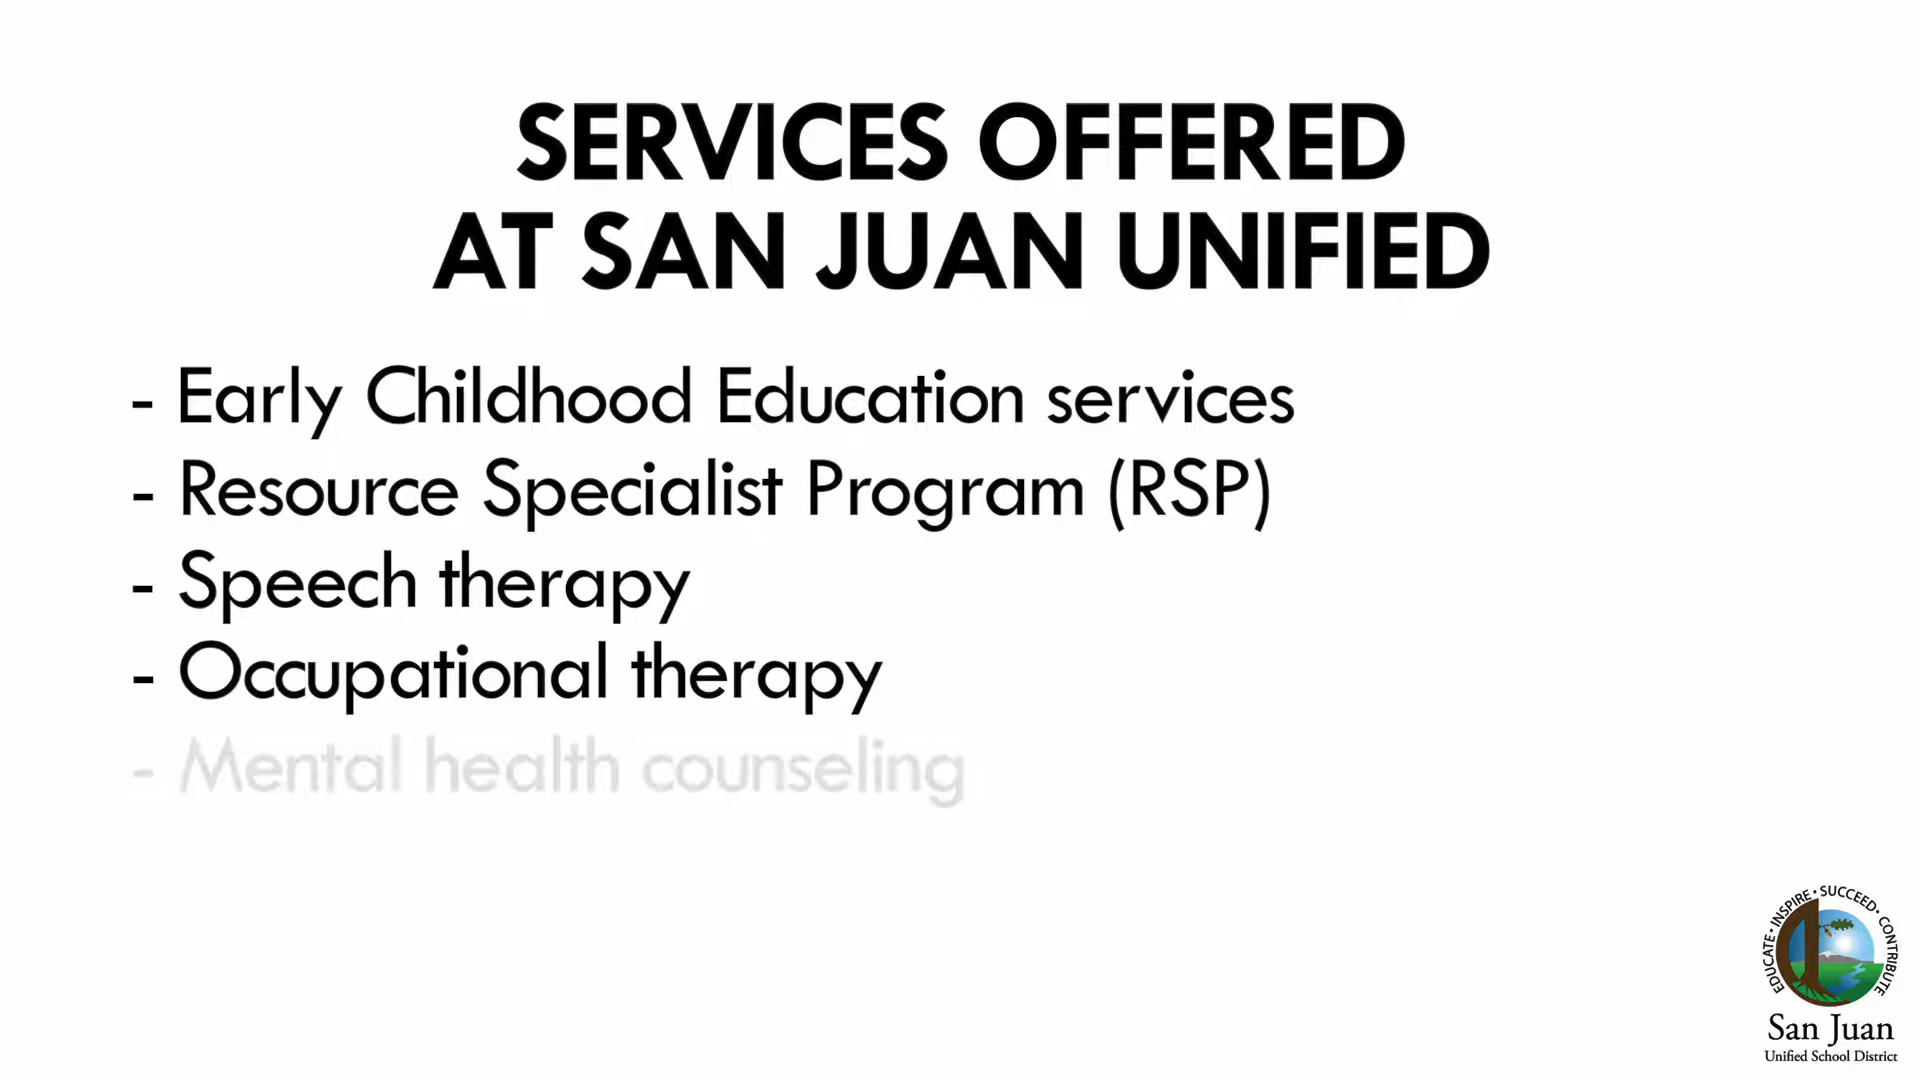 SERVICES OFFERED
AT SAN JUAN UNIFIED
- Early Childhood Education services
- Resource Specialist Program (RSP)
- Speech therapy
- Occupational therapy
- Mental health counseling
EDUCATE • INSPIRE • SUCCEED • CONTRIBUTE
San Juan
Unified School District